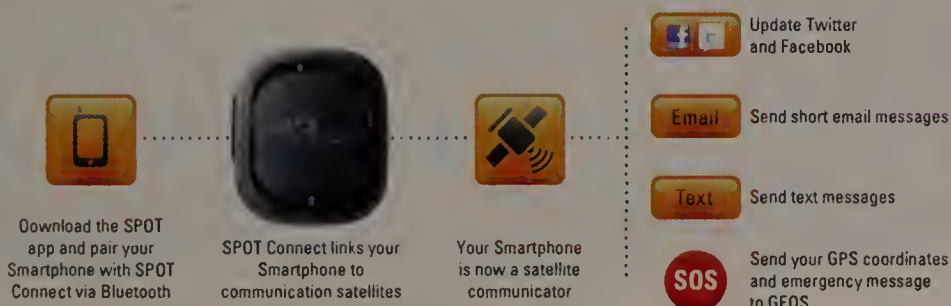 Download the SPOT
app and pair your
Smartphone with SPOT
Connect via Bluetooth
SPOT Connect links your
Smartphone to
communication satellites
Your Smartphone
is now a satellite
communicator
Update Twitter
and Facebook
Email
Send short email messages
Text
Send text messages
SOS
Send your GPS coordinates
and emergency message
to GEOS